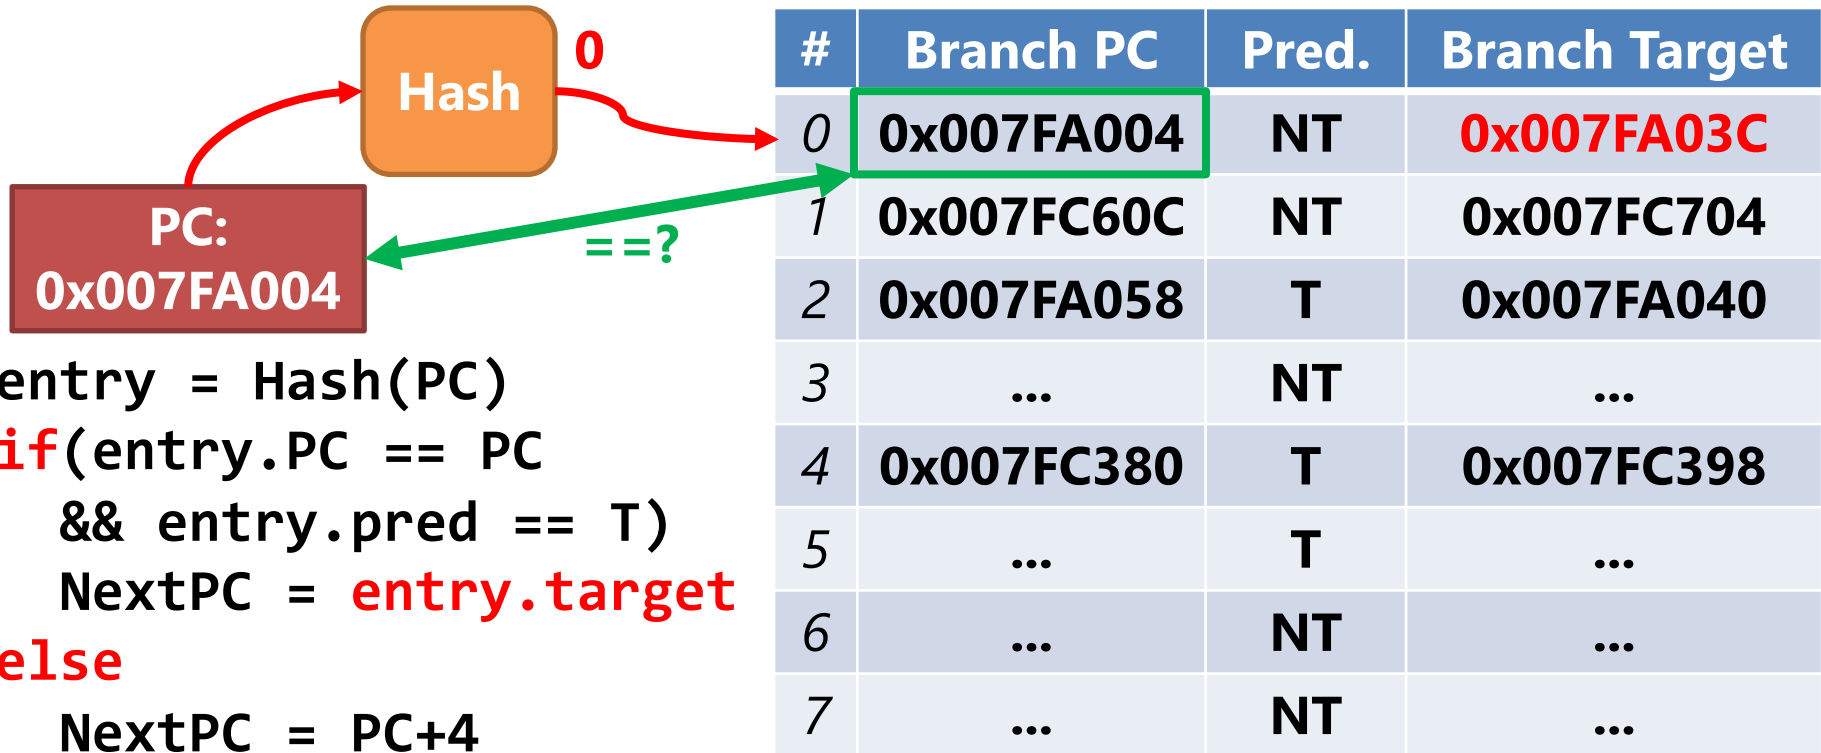 Hash
0
PC:
0x007FA004
==?
entry = Hash(PC)
if(entry.PC == PC
&& entry.pred == T)
NextPC = entry.target
else
NextPC = PC+4
# Branch PC Pred. Branch Target
0 0x007FA004 NT 0x007FA03C
1 0x007FC60C NT 0x007FC704
2 0x007FA058 T 0x007FA040
3 ... NT ...
4 0x007FC380 T 0x007FC398
5 ... T ...
6 ... NT ...
7 ... NT ...